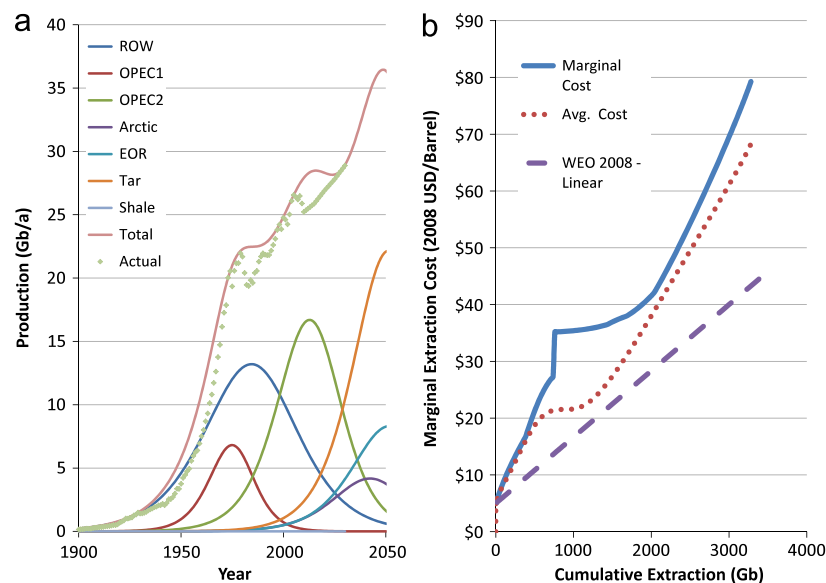 a
40
35
30
25
20
15
10
5
0
Production (Gb/a)
ROW
OPEC1
OPEC2
Arctic
EOR
Tar
Shale
Total
Actual
1900
1950
2000
2050
Year
b
$90
$80
$70
$60
$50
$40
$30
$20
$10
$0
Marginal Extraction Cost (2008 USD/Barrel)
Marginal
Cost
Avg. Cost
WEO 2008 -
Linear
0
1000
2000
3000
4000
Cumulative Extraction (Gb)